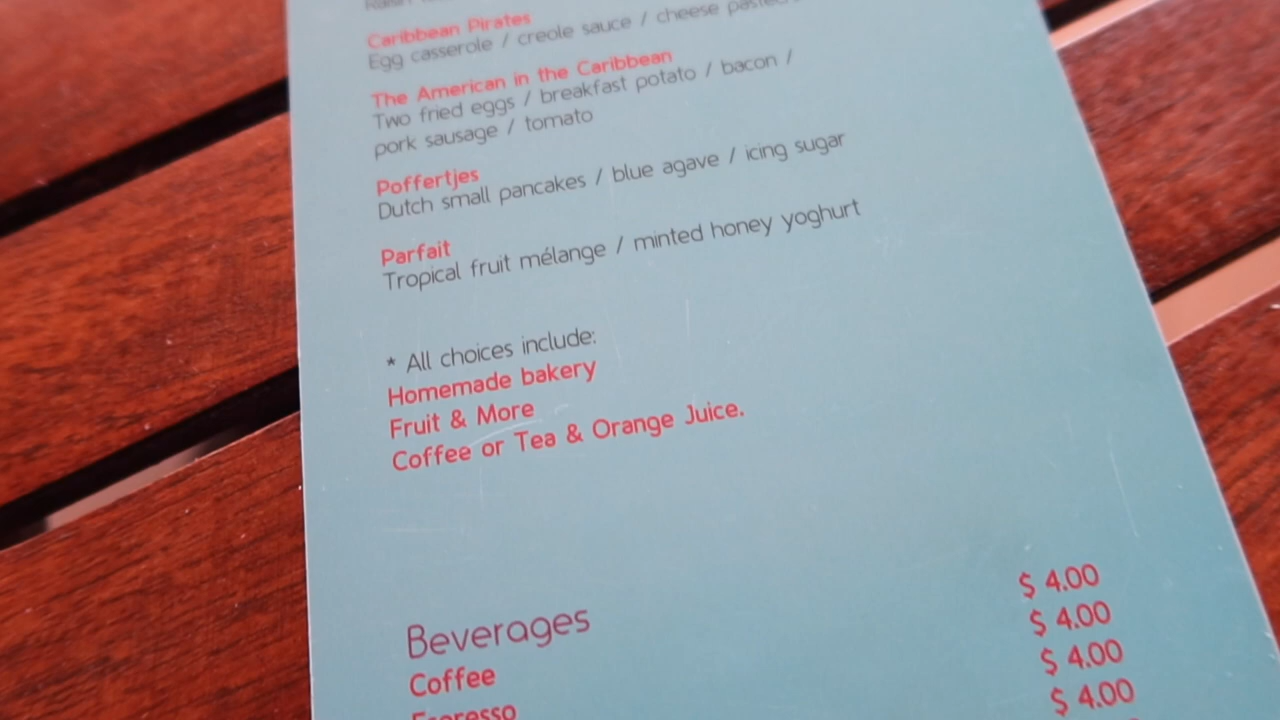 Caribbean Pirates
Egg casserole / creole sauce / cheese
The American in the Caribbean
Two fried eggs / breakfast potato / bacon /
pork sausage / tomato
Poffertjes
Dutch small pancakes / blue agave / icing sugar
Parfait
Tropical fruit mélange / minted honey yoghurt
* All choices include:
Homemade bakery
Fruit & More
Coffee or Tea & Orange Juice.
Beverages
$ 4.00
Coffee
$ 4.00
Espresso
$ 4.00
$ 4.00